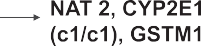 NAT 2, CYP2E1
(c1/c1), GSTM1